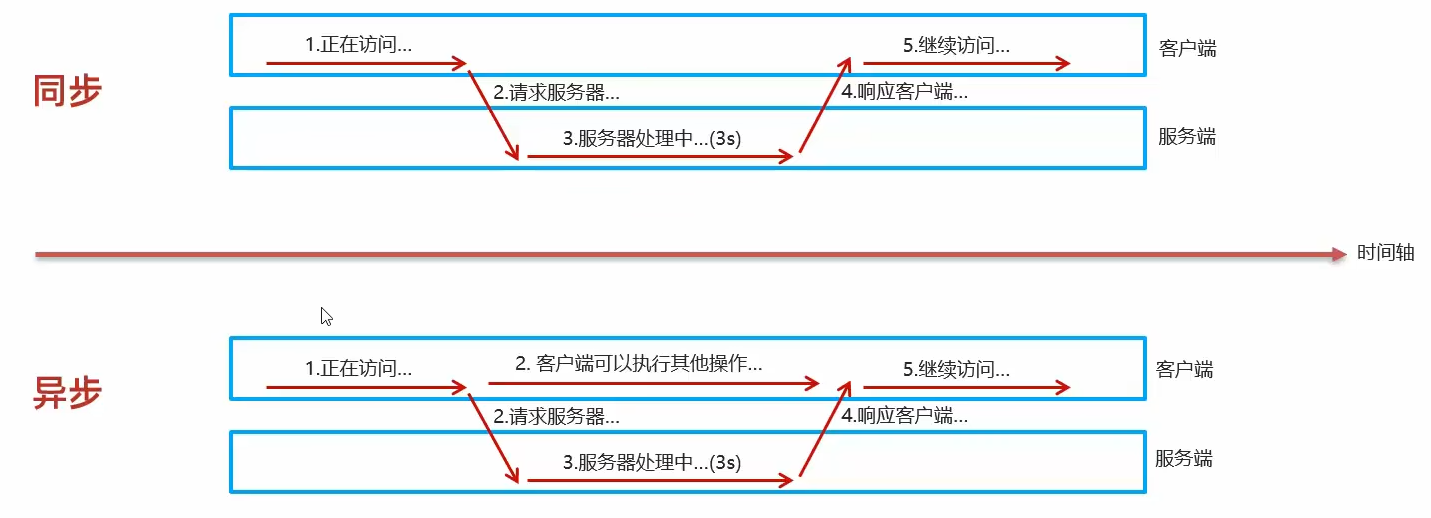 1.正在访问...
5.继续访问...
客户端
同步
2.请求服务器...
4.响应客户端...
3.服务器处理中...(3s)
服务端
时间轴
1.正在访问...
2. 客户端可以执行其他操作...
5.继续访问...
客户端
异步
2.请求服务器...
4.响应客户端...
3.服务器处理中...(3s)
服务端